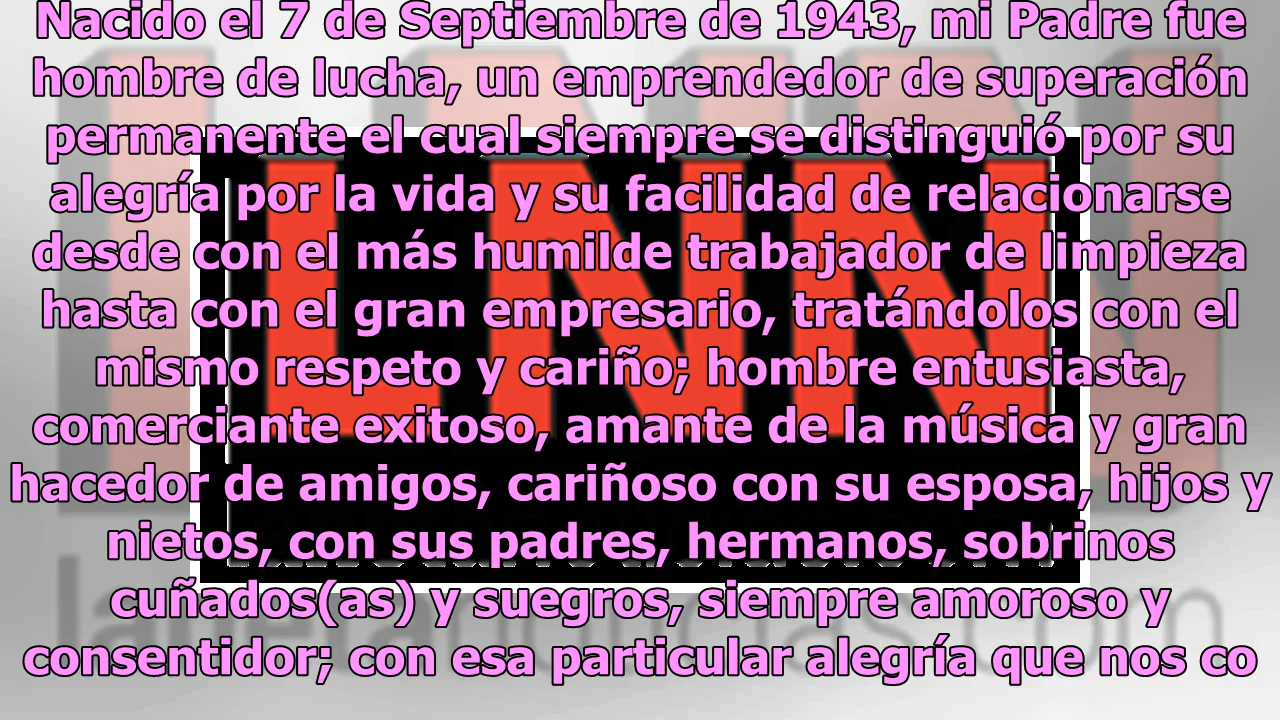 Nacido el 7 de Septiembre de 1943, mi Padre fue
hombre de lucha, un emprendedor de superación
permanente el cual siempre se distinguió por su
alegría por la vida y su facilidad de relacionarse
desde con el más humilde trabajador de limpieza
hasta con el gran empresario, tratándolos con el
mismo respeto y cariño; hombre entusiasta,
comerciante exitoso, amante de la música y gran
hacedor de amigos, cariñoso con su esposa, hijos y
nietos, con sus padres, hermanos, sobrinos
cuñados(as) y suegros, siempre amoroso y
consentidor; con esa particular alegría que nos co
LNN